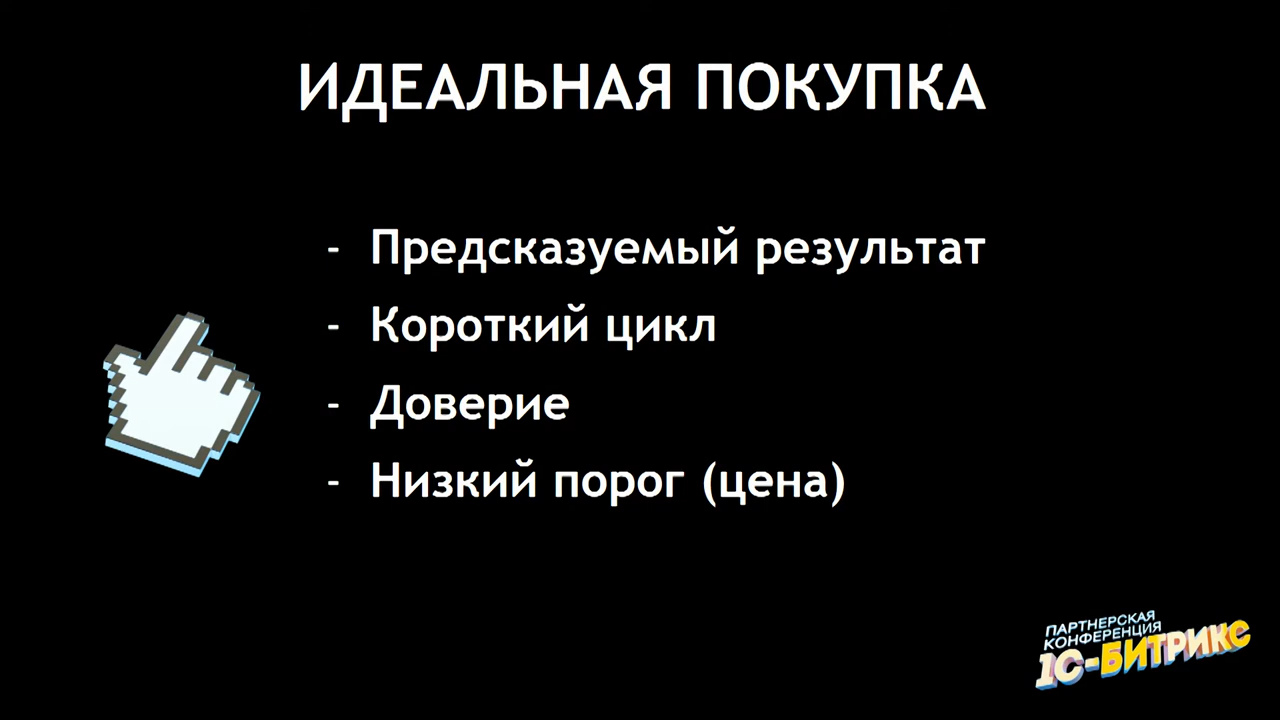 ИДЕАЛЬНАЯ ПОКУПКА
- Предсказуемый результат
- Короткий цикл
- Доверие
- Низкий порог (цена)
ПАРТНЕРСКАЯ
КОНФЕРЕНЦИЯ
1С-БИТРИКС